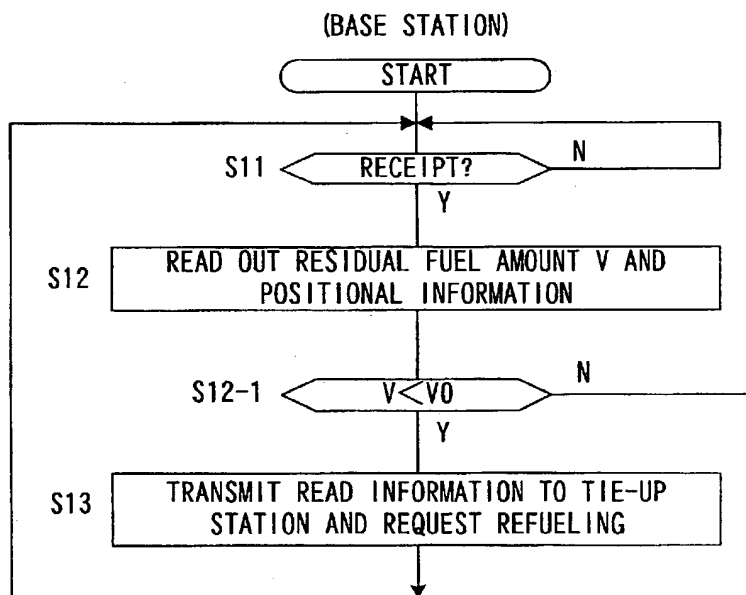 (BASE STATION)
START
S11
RECEIPT?
N
Y
S12
READ OUT RESIDUAL FUEL AMOUNT V AND
POSITIONAL INFORMATION
S12-1
V<V0
N
Y
S13
TRANSMIT READ INFORMATION TO TIE-UP
STATION AND REQUEST REFUELING